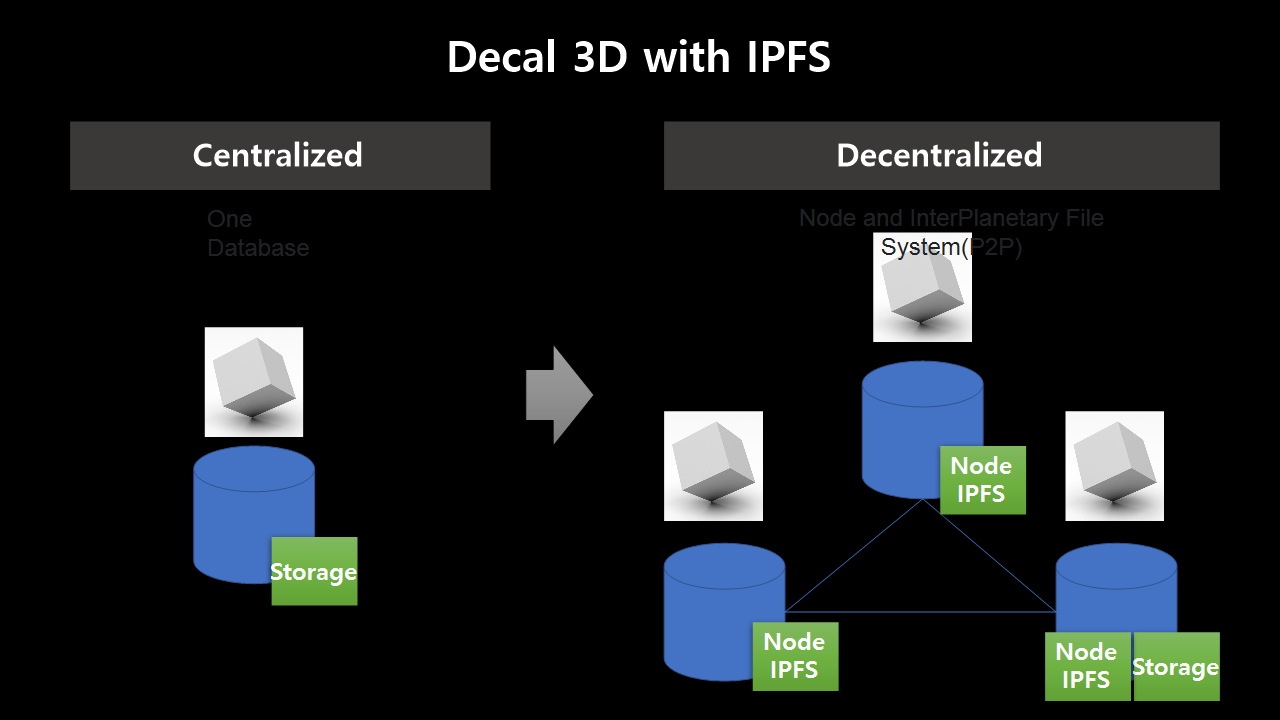 Decal 3D with IPFS
Centralized
One
Database
Storage
Decentralized
Node and InterPlanetary File
System(P2P)
Node
IPFS
Node
IPFS
Node
IPFS
Storage